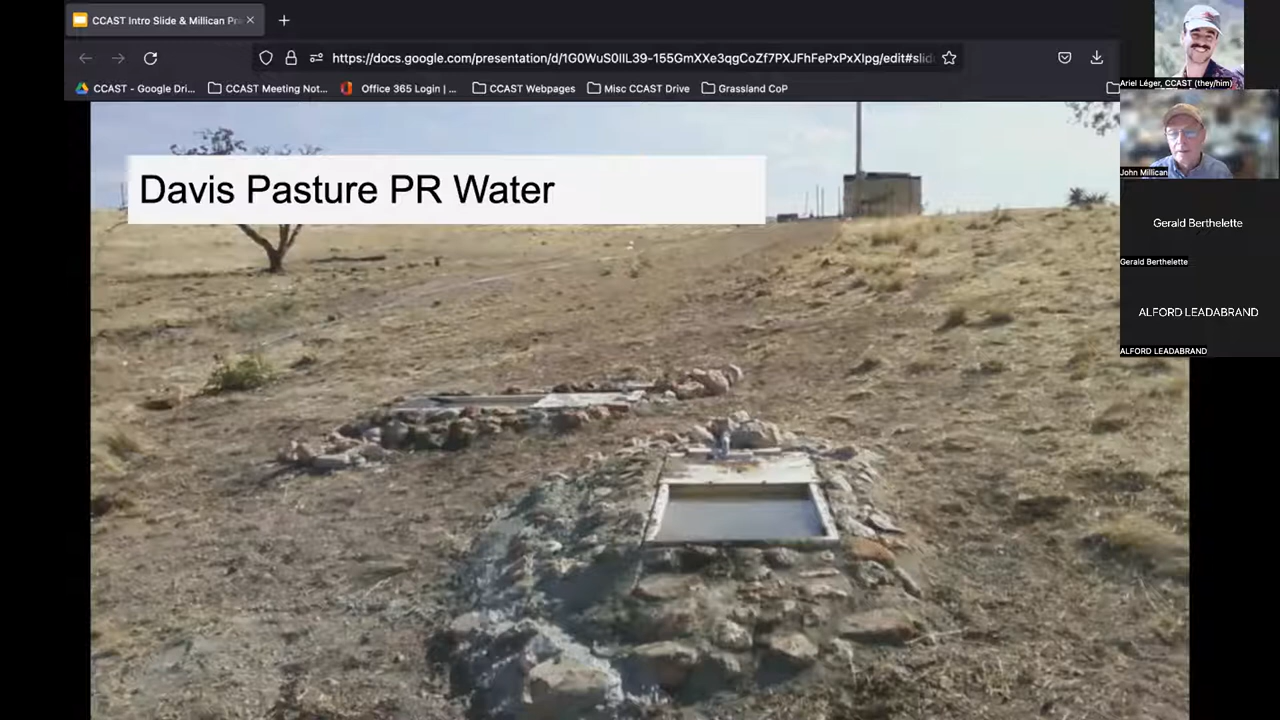 CCAST Intro Slide & Millican Pre
https://docs.google.com/presentation/d/1G0WuS0IIL39-155GmXXe3qgCoZf7PXJFhFePxPxXIpg/edit#slid
CCAST - Google Dri...
CCAST Meeting Not...
Office 365 Login | ...
CCAST Webpages
Misc CCAST Drive
Grassland CoP
Davis Pasture PR Water
Ariel Léger, CCAST (they/him)
John Millican
Gerald Berthelette
Gerald Berthelette
ALFORD LEADABRAND
ALFORD LEADABRAND